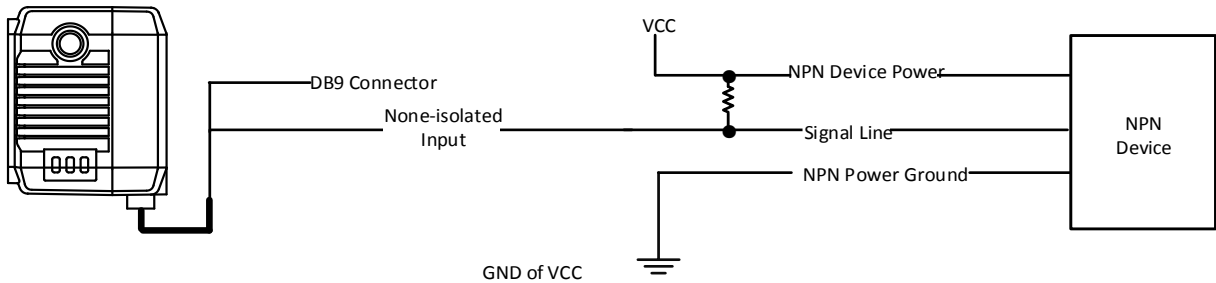 VCC
NPN Device Power
DB9 Connector
None-isolated
Input
Signal Line
NPN
Device
NPN Power Ground
GND of VCC